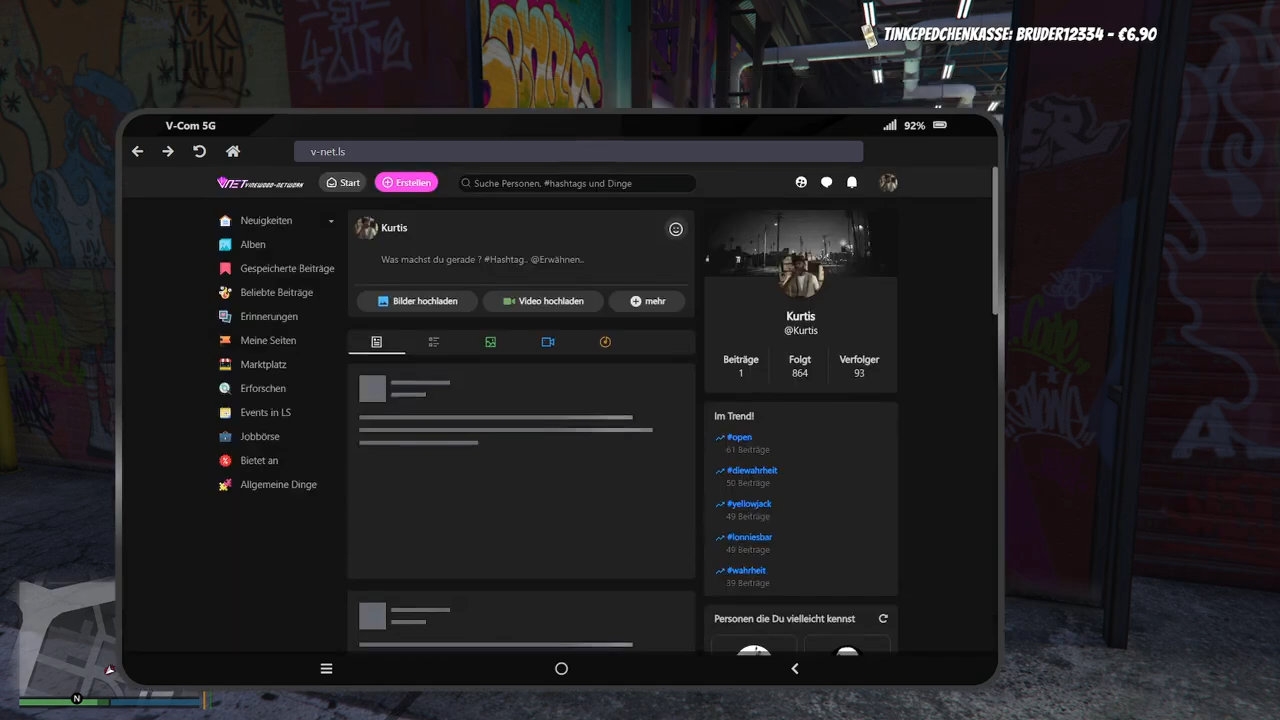 TINKEPEDCHENKASSE: BRUDER12334 - €6.90
V-Com 5G
92%
v-net.ls
VNET VINEWOOD-NETWORK
Start
Erstellen
Suche Personen, #hashtags und Dinge
Neuigkeiten
Alben
Gespeicherte Beiträge
Beliebte Beiträge
Erinnerungen
Meine Seiten
Marktplatz
Erforschen
Events in LS
Jobbörse
Bietet an
Allgemeine Dinge
Kurtis
Was machst du gerade ? #Hashtag.. @Erwähnen..
Bilder hochladen
Video hochladen
mehr
Kurtis
@Kurtis
Beiträge
1
Folgt
864
Verfolger
93
Im Trend!
#open
61 Beiträge
#diewahrheit
50 Beiträge
#yellowjack
49 Beiträge
#lonniesbar
49 Beiträge
#wahrheit
39 Beiträge
Personen die Du vielleicht kennst
N